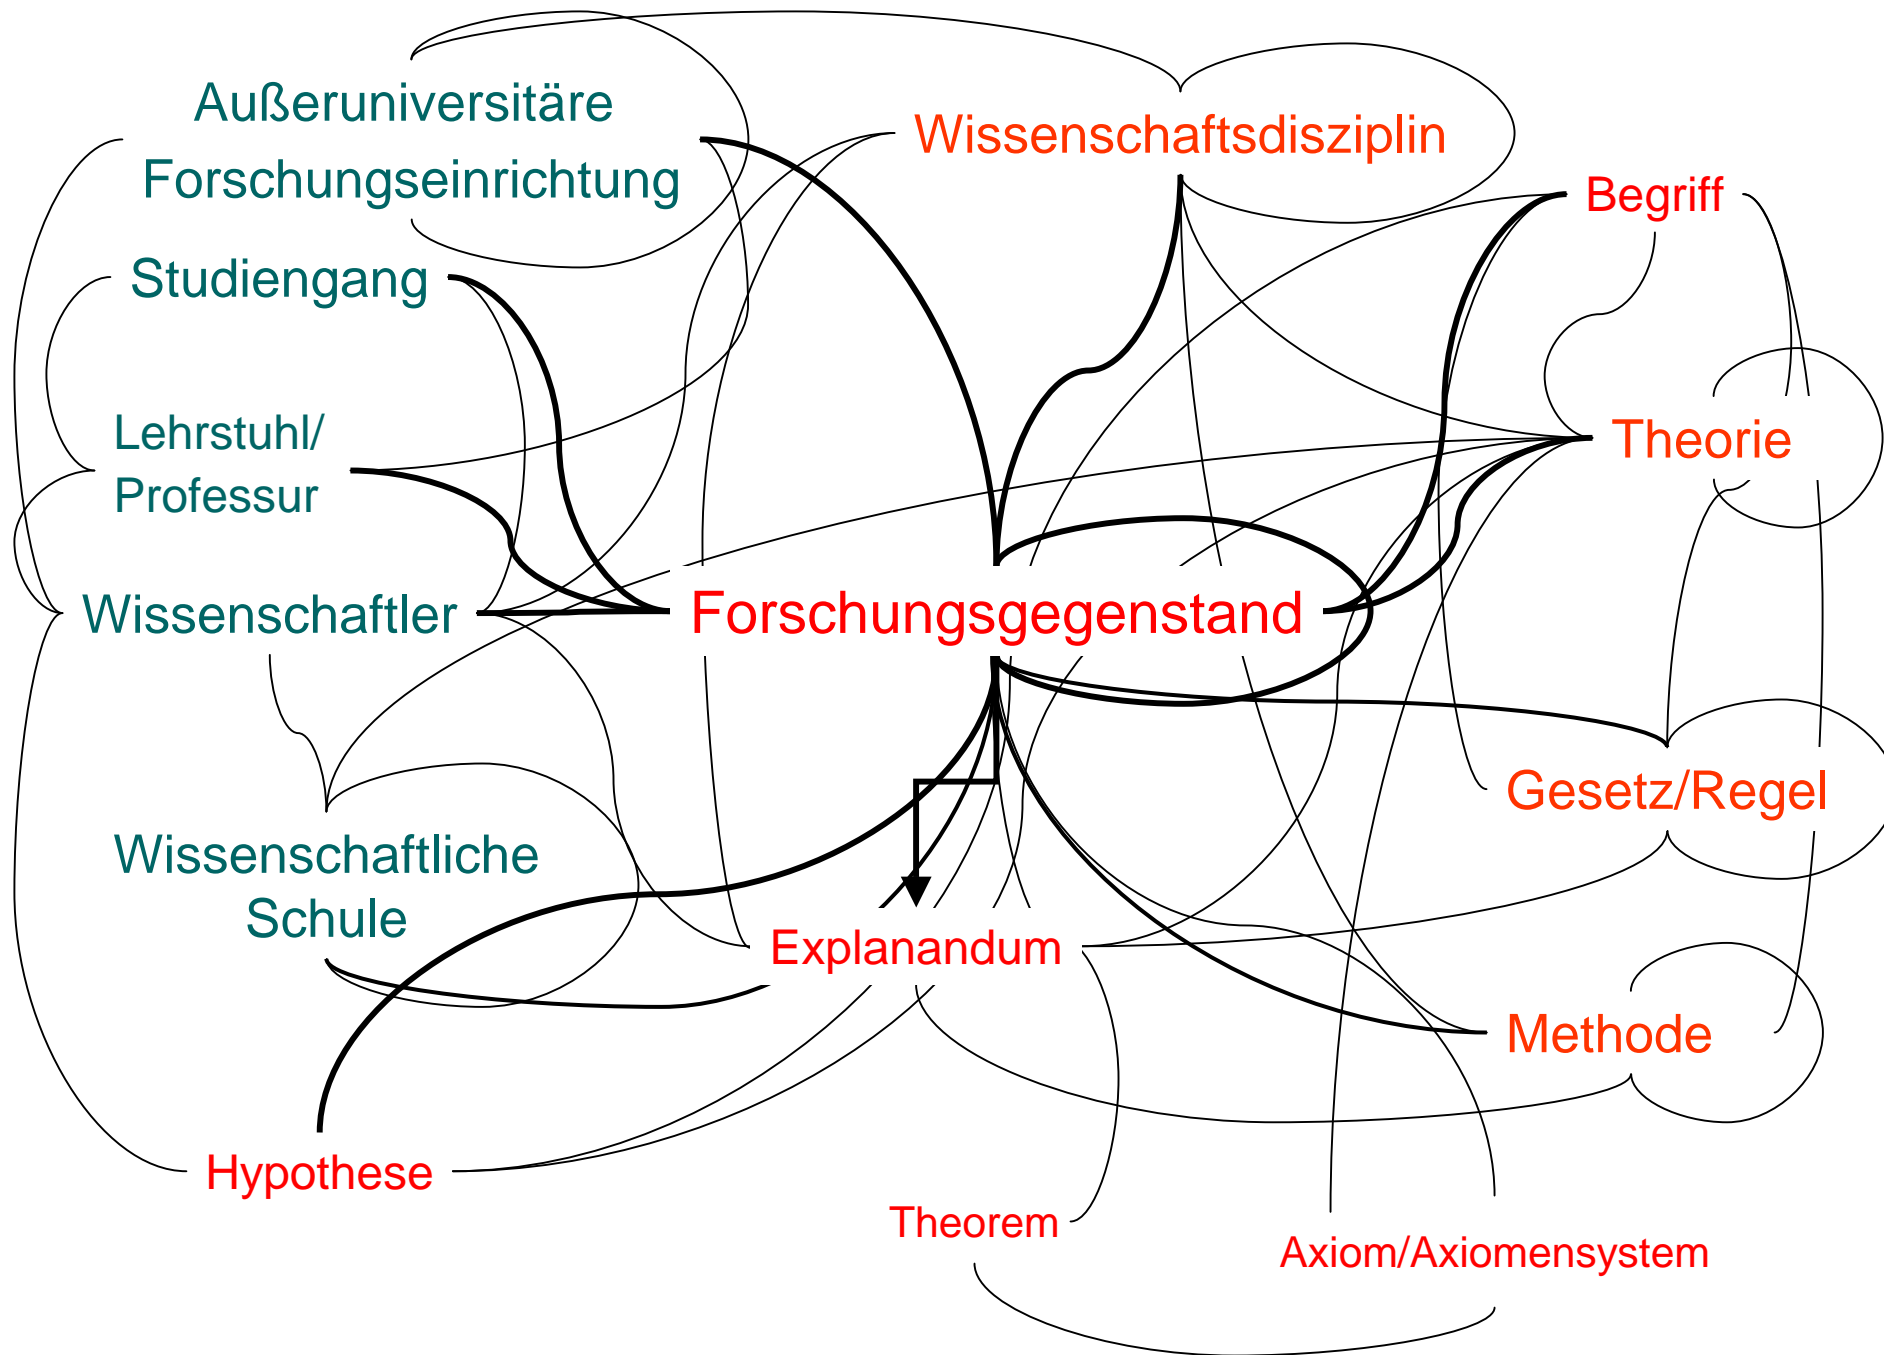 Außeruniversitäre
Forschungseinrichtung
Wissenschaftsdisziplin
Begriff
Studiengang
Lehrstuhl/
Professur
Theorie
Wissenschaftler
Forschungsgegenstand
Gesetz/Regel
Wissenschaftliche
Schule
Explanandum
Methode
Hypothese
Theorem
Axiom/Axiomensystem